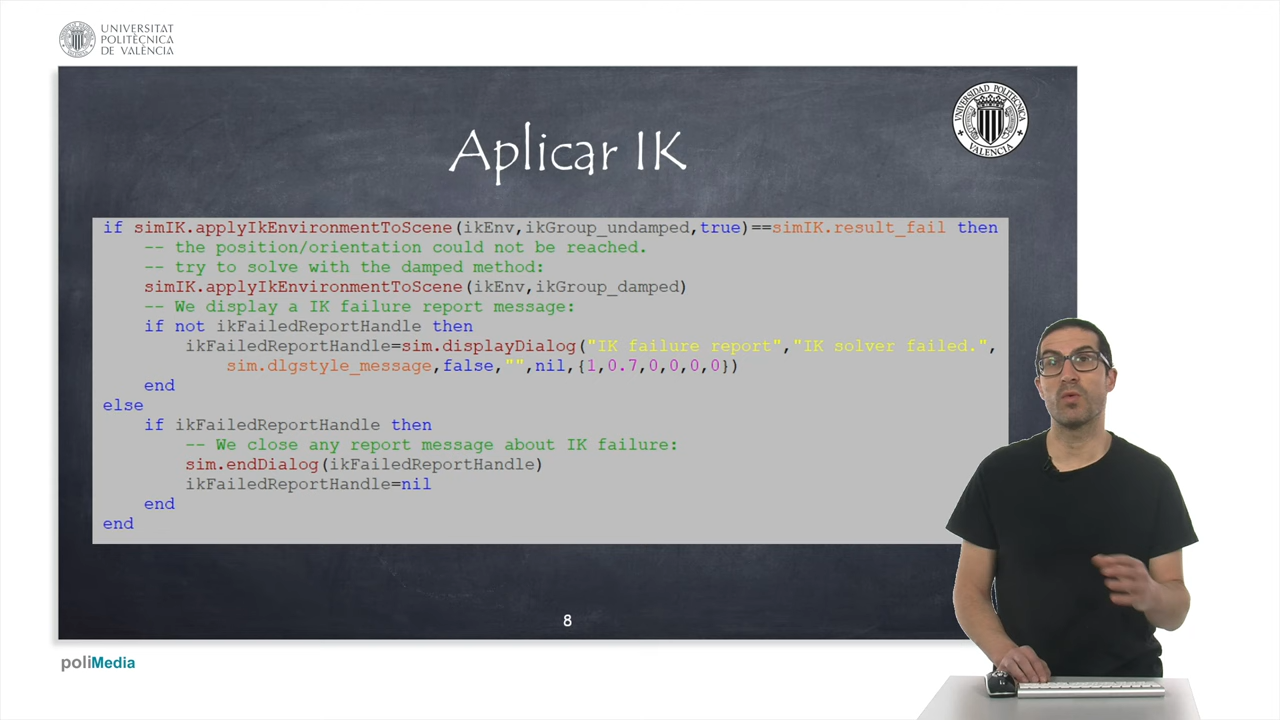 UNIVERSITAT
POLITÈCNICA
DE VALÈNCIA
UNIVERSIDAD POLITECNICA
VALENCIA
Aplicar IK
if simIK.applyIkEnvironmentToScene(ikEnv,ikGroup_undamped,true)==simIK.result_fail then
    -- the position/orientation could not be reached.
    -- try to solve with the damped method:
    simIK.applyIkEnvironmentToScene(ikEnv,ikGroup_damped)
    -- We display a IK failure report message:
    if not ikFailedReportHandle then
        ikFailedReportHandle=sim.displayDialog("IK failure report","IK solver failed.",
            sim.dlgstyle_message,false,"",nil,{1,0.7,0,0,0,0})
    end
else
    if ikFailedReportHandle then
        -- We close any report message about IK failure:
        sim.endDialog(ikFailedReportHandle)
        ikFailedReportHandle=nil
    end
end
8
poliMedia